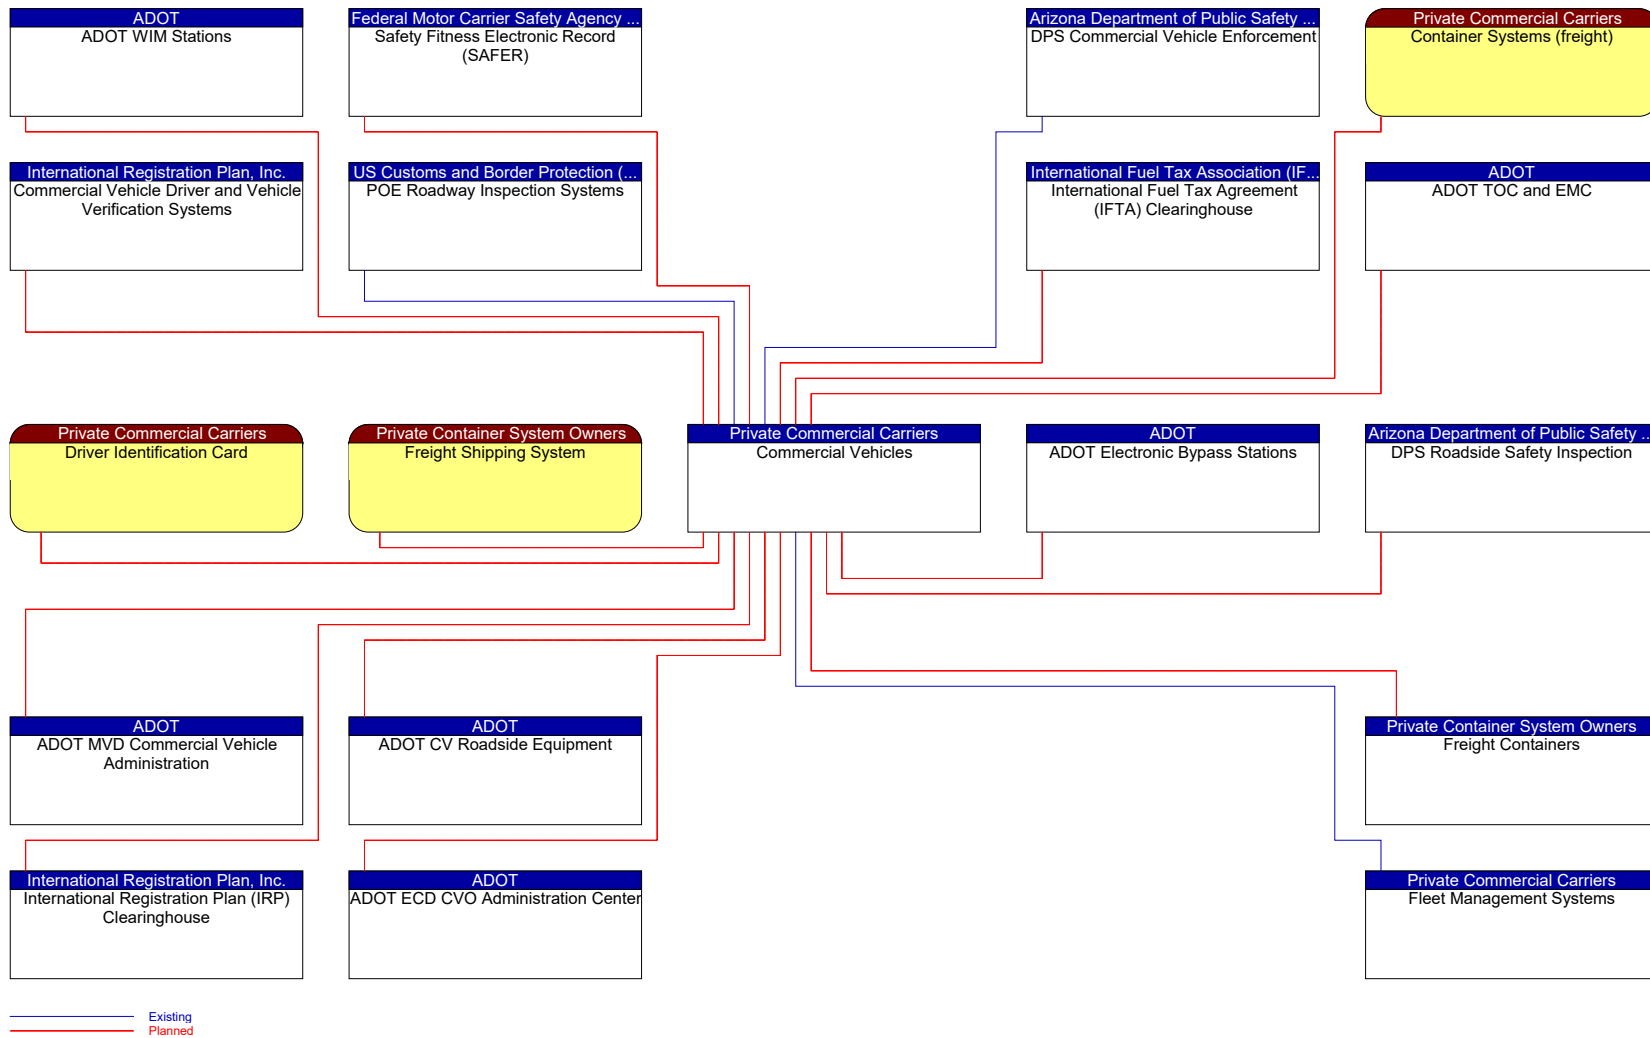 ADOT
ADOT WIM Stations
Federal Motor Carrier Safety Agency ...
Safety Fitness Electronic Record
(SAFER)
Arizona Department of Public Safety ...
DPS Commercial Vehicle Enforcement
Private Commercial Carriers
Container Systems (freight)
International Registration Plan, Inc.
Commercial Vehicle Driver and Vehicle
Verification Systems
US Customs and Border Protection (...
POE Roadway Inspection Systems
International Fuel Tax Association (IF...
International Fuel Tax Agreement
(IFTA) Clearinghouse
ADOT
ADOT TOC and EMC
Private Commercial Carriers
Driver Identification Card
Private Container System Owners
Freight Shipping System
Private Commercial Carriers
Commercial Vehicles
ADOT
ADOT Electronic Bypass Stations
Arizona Department of Public Safety ...
DPS Roadside Safety Inspection
ADOT
ADOT MVD Commercial Vehicle
Administration
ADOT
ADOT CV Roadside Equipment
Private Container System Owners
Freight Containers
International Registration Plan, Inc.
International Registration Plan (IRP)
Clearinghouse
ADOT
ADOT ECD CVO Administration Center
Private Commercial Carriers
Fleet Management Systems
Existing
Planned